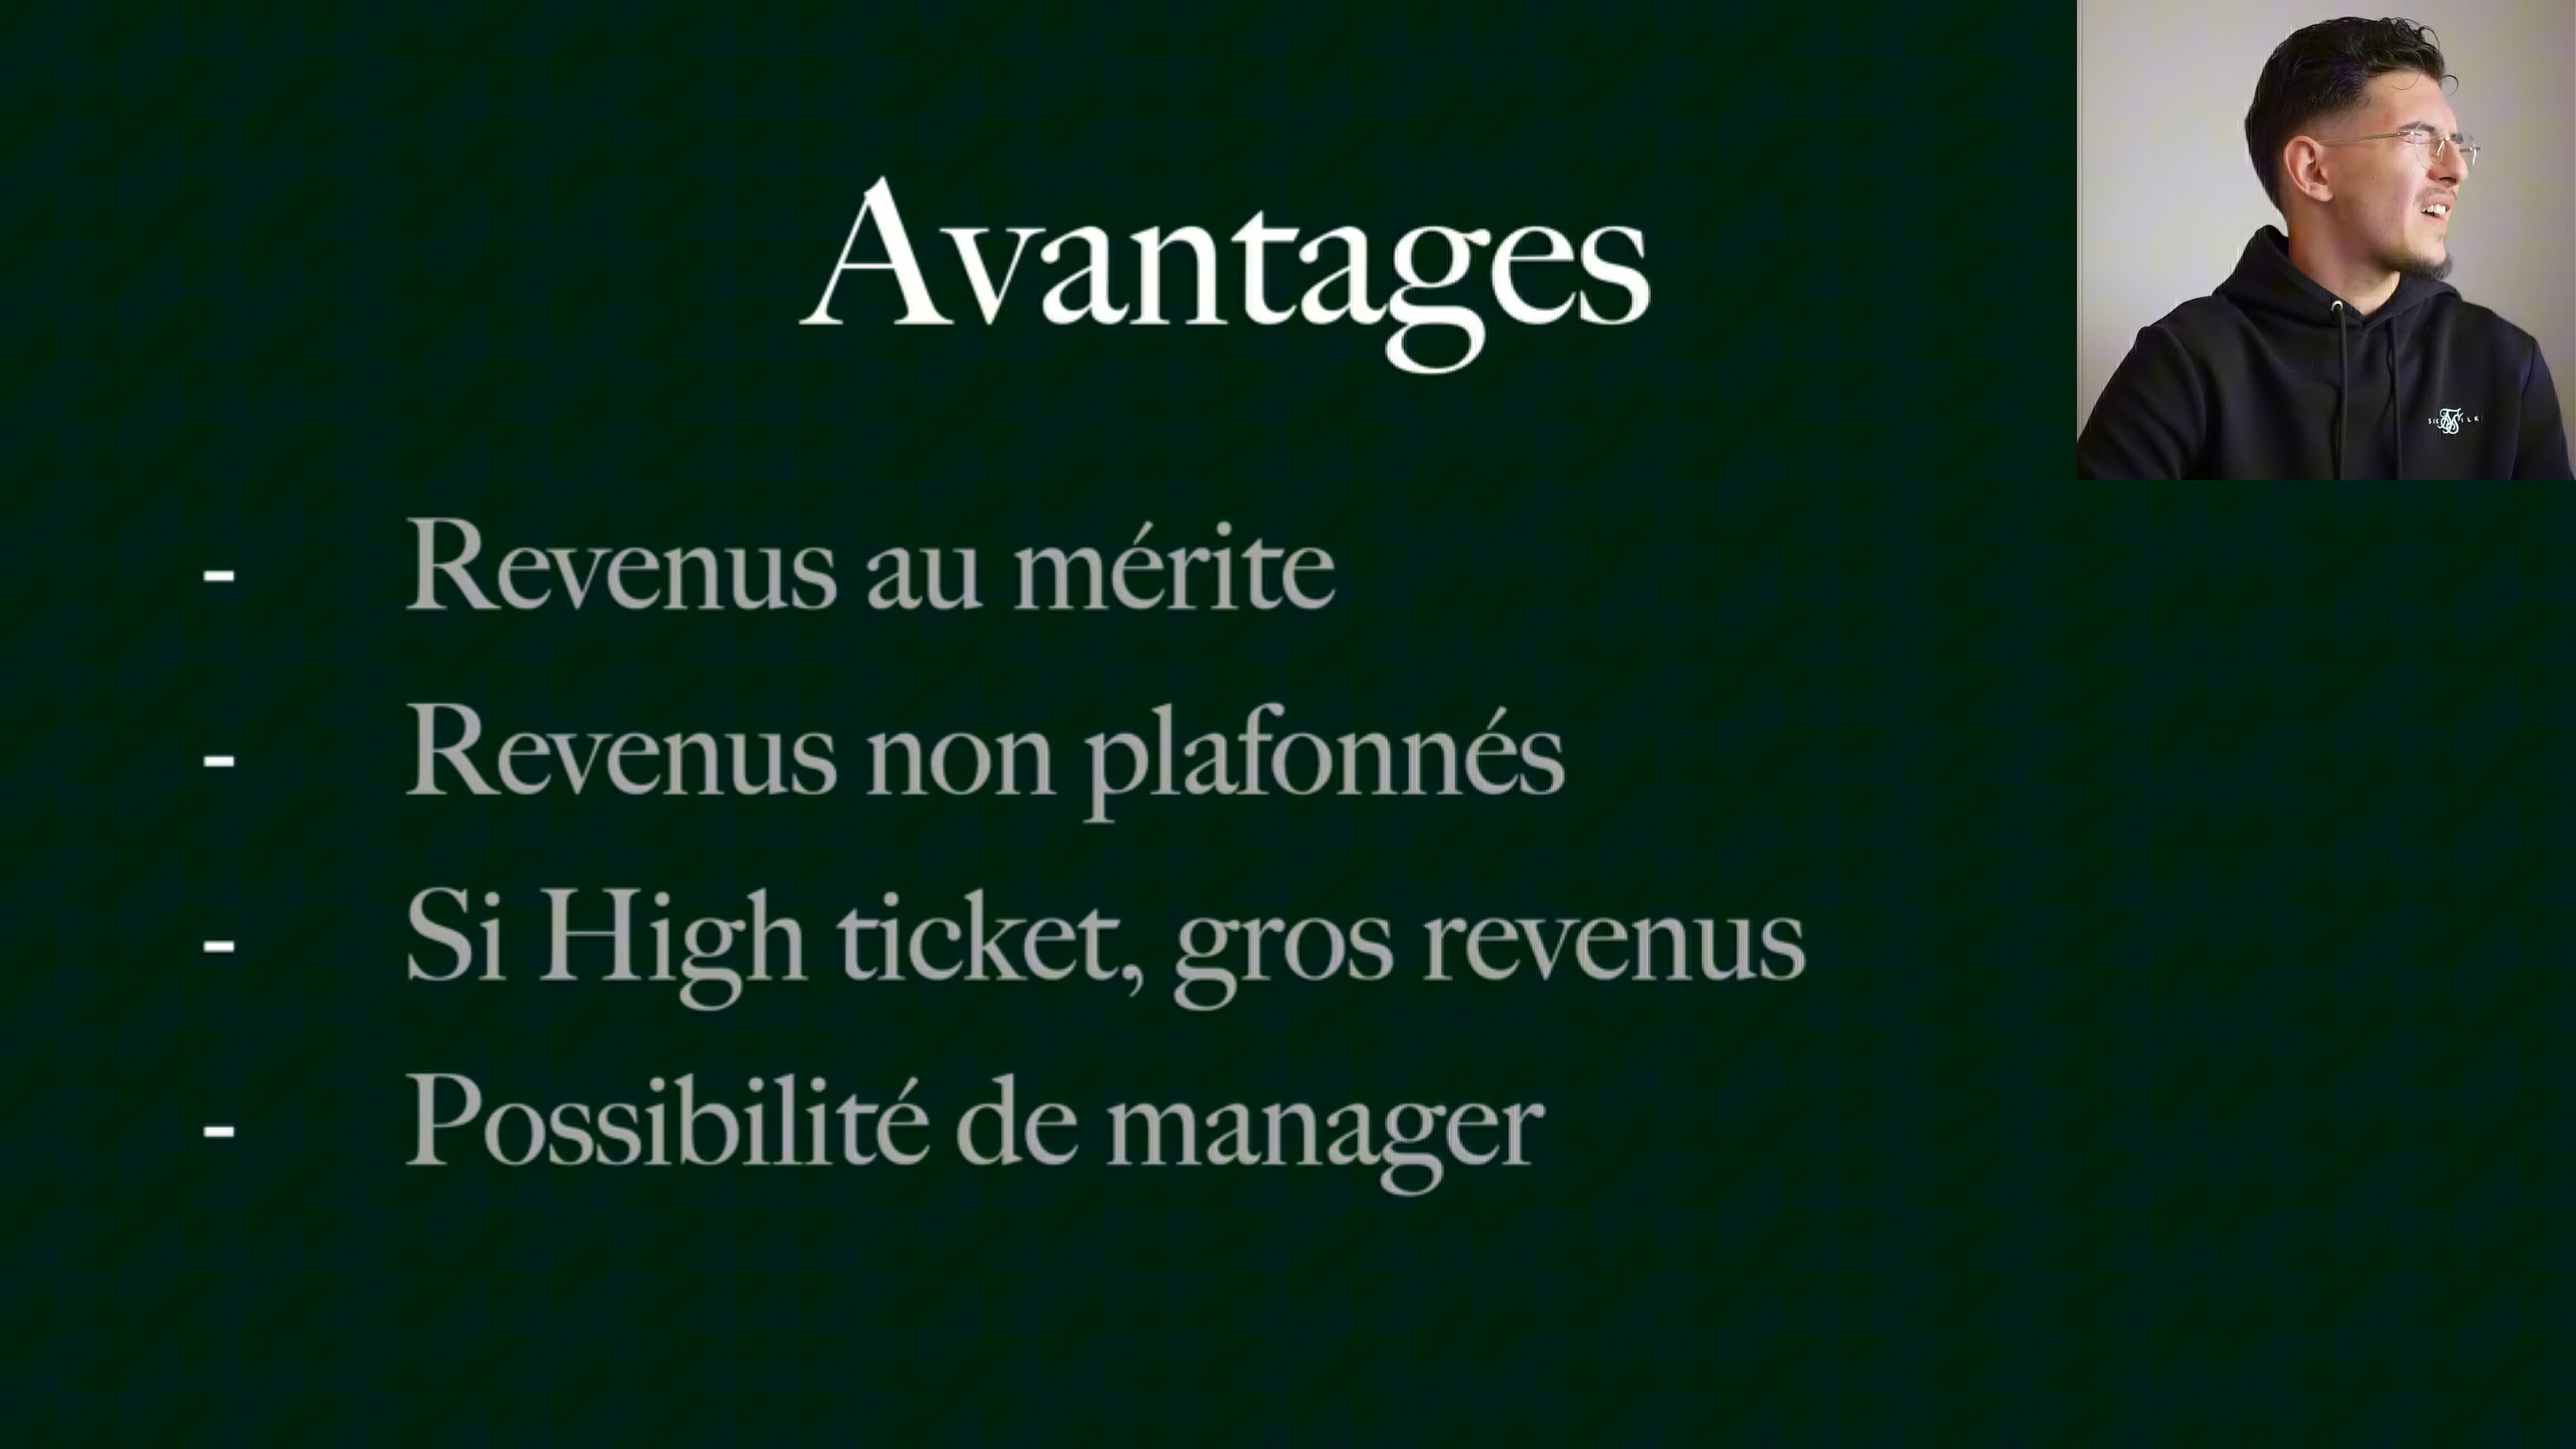 Avantages
- Revenus au mérite
- Revenus non plafonnés
- Si High ticket, gros revenus
- Possibilité de manager